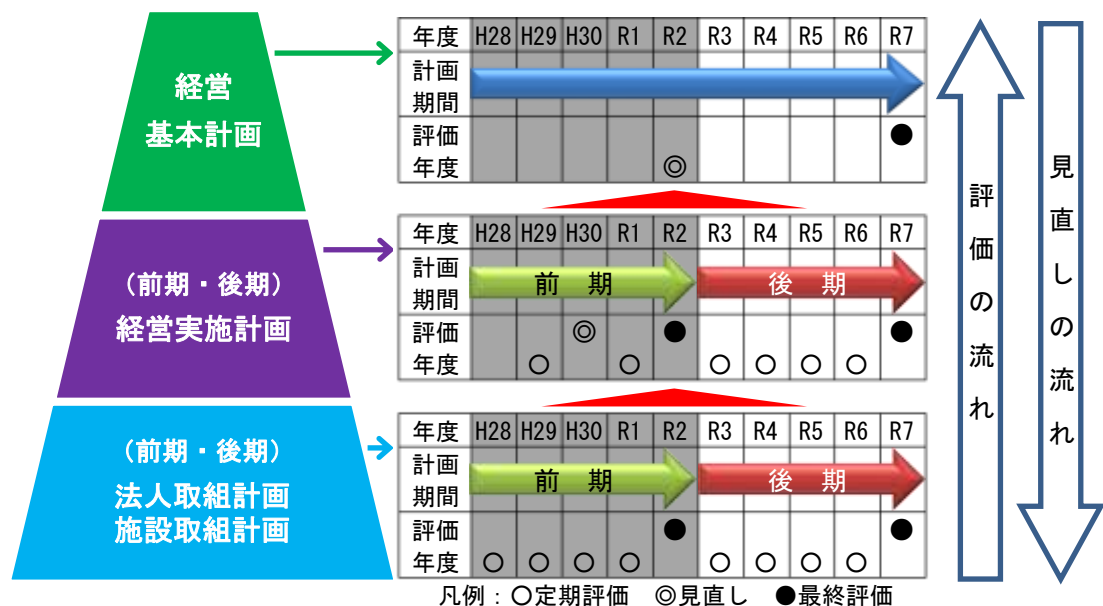 経営
基本計画
年度 H28 H29 H30 R1 R2 R3 R4 R5 R6 R7
計画
期間
評価 ●
年度 ◎
(前期・後期)
経営実施計画
年度 H28 H29 H30 R1 R2 R3 R4 R5 R6 R7
計画
期間
前 期 後 期
評価 ◎ ● ●
年度 ○ ○ ○ ○ ○ ○
(前期・後期)
法人取組計画
施設取組計画
年度 H28 H29 H30 R1 R2 R3 R4 R5 R6 R7
計画
期間
前 期 後 期
評価 ● ●
年度 ○ ○ ○ ○ ○ ○ ○ ○
凡例:○定期評価 ◎見直し ●最終評価
評価の流れ
見直しの流れ